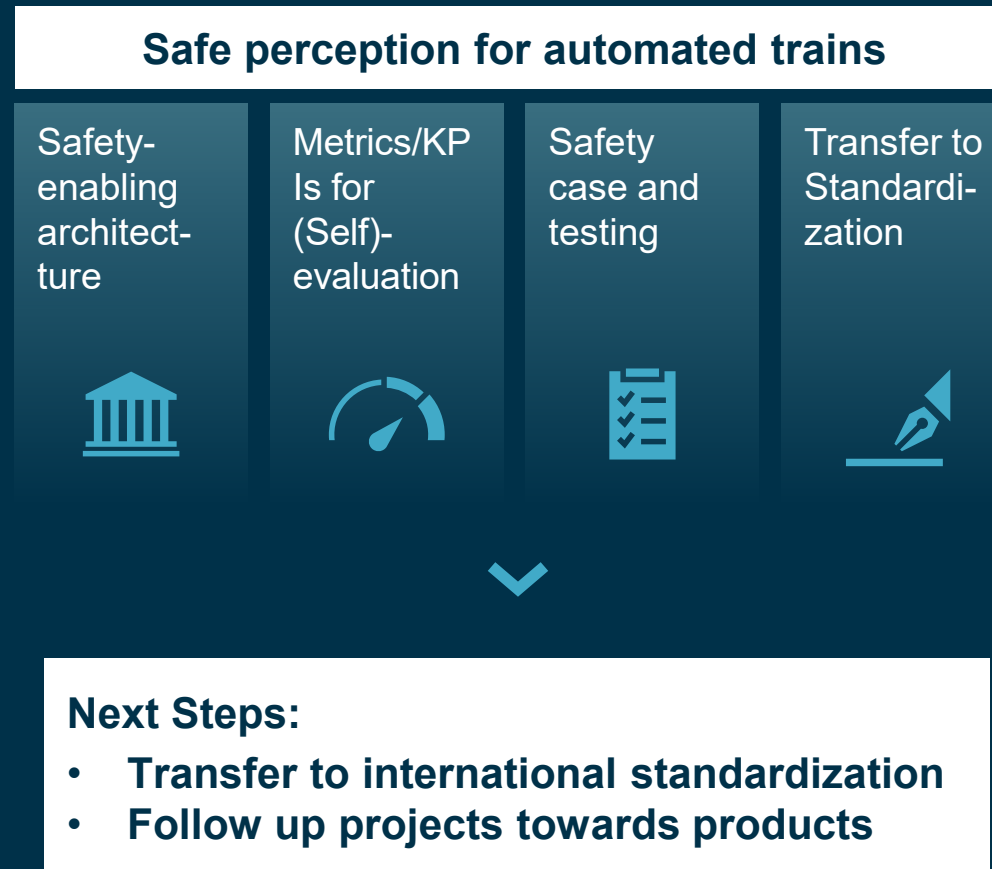 Safe perception for automated trains
Safety-
enabling
architect-
ture
Metrics/KP
Is for
(Self)-
evaluation
Safety
case and
testing
Transfer to
Standardi-
zation
Next Steps:
• Transfer to international standardization
• Follow up projects towards products